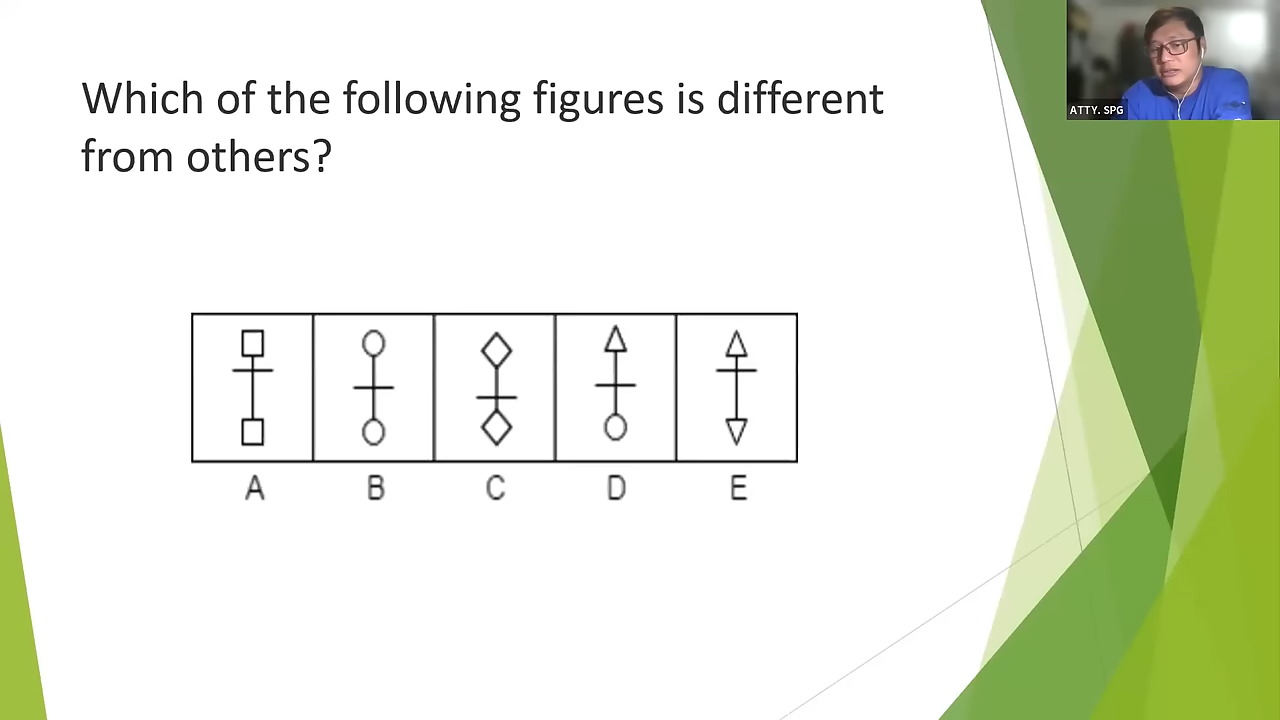 Which of the following figures is different
from others?
ATTY. SPG
A B C D E